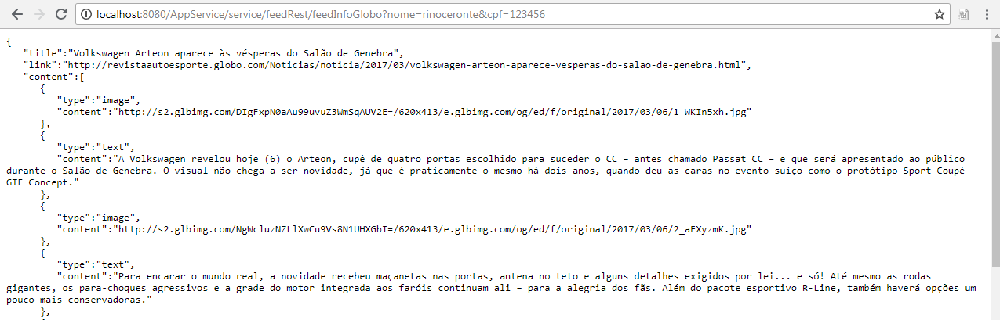 localhost:8080/AppService/service/feedRest/feedInfoGlobo?nome=rinoceronte&cpf=123456
{
"title":"Volkswagen Arteon aparece às vésperas do Salão de Genebra",
"link":"http://revistaautoesporte.globo.com/Noticias/noticia/2017/03/volkswagen-arteon-aparece-vesperas-do-salao-de-genebra.html",
"content":[
{
"type":"image",
"content":"http://s2.glbimg.com/DIgFxpN0aAu99uvuZ3WmSqAUV2E=/620x413/e.glbimg.com/og/ed/f/original/2017/03/06/1_WKIn5xh.jpg"
},
{
"type":"text",
"content":"A Volkswagen revelou hoje (6) o Arteon, cupê de quatro portas escolhido para suceder o CC – antes chamado Passat CC – e que será apresentado ao público
durante o Salão de Genebra. O visual não chega a ser novidade, já que é praticamente o mesmo há dois anos, quando deu as caras no evento suíço como o protótipo Sport Coupé
GTE Concept."
},
{
"type":"image",
"content":"http://s2.glbimg.com/NgWcluzNZLlXwCu9Vs8N1UHXGbI=/620x413/e.glbimg.com/og/ed/f/original/2017/03/06/2_aEXyzmK.jpg"
},
{
"type":"text",
"content":"Para encarar o mundo real, a novidade recebeu maçanetas nas portas, antena no teto e alguns detalhes exigidos por lei... e só! Até mesmo as rodas
gigantes, os para-choques agressivos e a grade do motor integrada aos faróis continuam ali – para a alegria dos fãs. Além do pacote esportivo R-Line, também haverá opções um
pouco mais conservadoras."
},